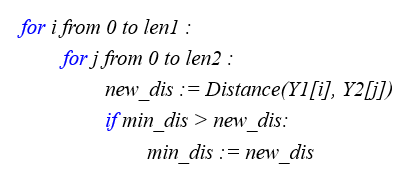 for i from 0 to len1 :
for j from 0 to len2 :
new_dis := Distance(Y1[i], Y2[j])
if min_dis > new_dis:
min_dis := new_dis